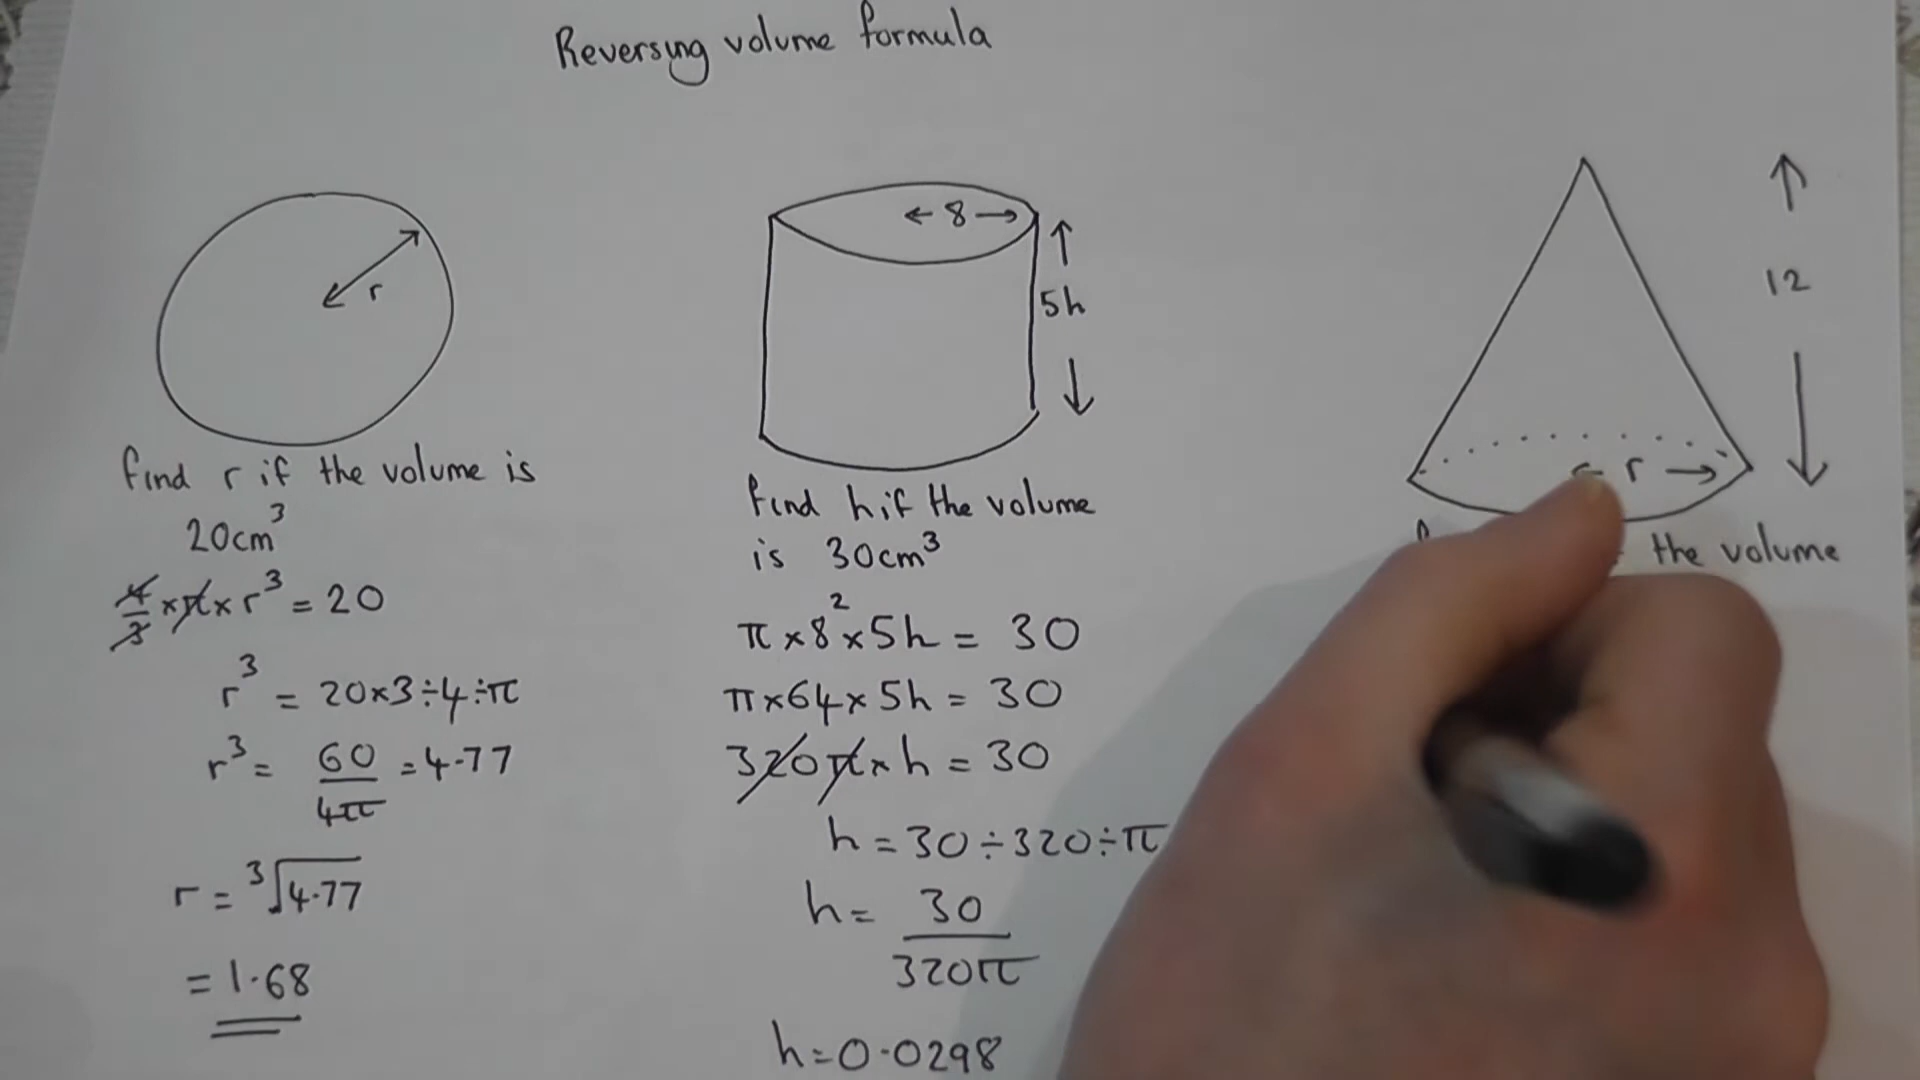 Reversing volume formula
r
find r if the volume is
20cm³
4/3 × π × r³ = 20
r³ = 20×3÷4÷π
r³ = 60/4π = 4.77
r = ³√4.77
= 1.68
← 8 →
5h
find h if the volume
is 30cm³
π × 8² × 5h = 30
π × 64 × 5h = 30
320π × h = 30
h = 30÷320÷π
h = 30/320π
h = 0.0298
12
← r →
the volume